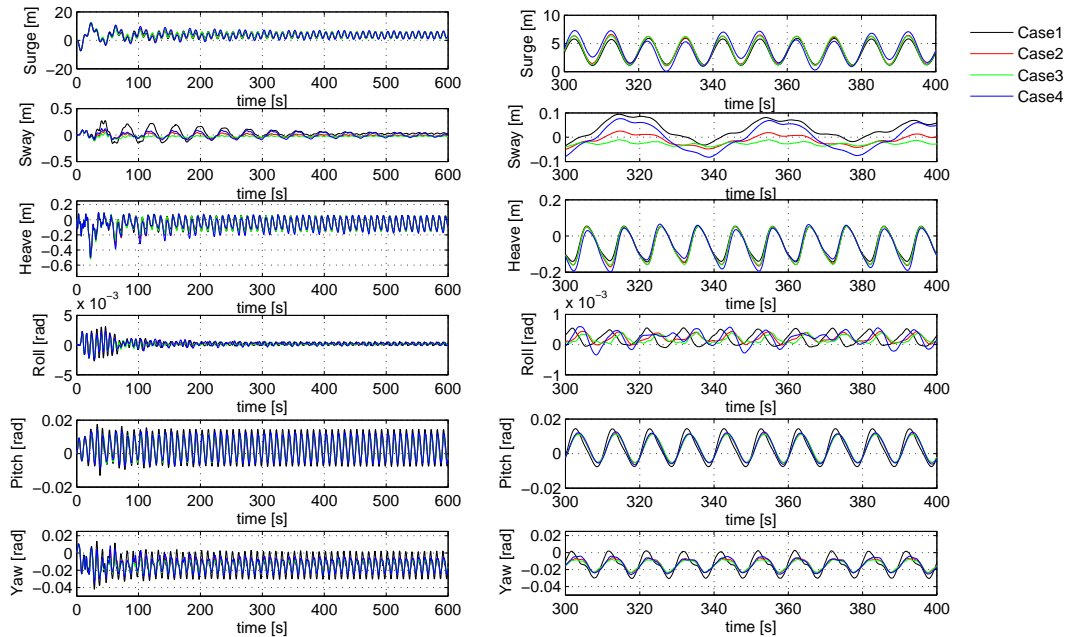 Surge [m]
20
0
−20
0 100 200 300 400 500 600
time [s]
Sway [m]
0.5
0
−0.5
0 100 200 300 400 500 600
time [s]
Heave [m]
0.2
0
−0.2
−0.4
−0.6
0 100 200 300 400 500 600
time [s]
x 10⁻³
Roll [rad]
5
0
−5
0 100 200 300 400 500 600
time [s]
Pitch [rad]
0.02
0
−0.02
0 100 200 300 400 500 600
time [s]
Yaw [rad]
0.02
0
−0.02
−0.04
0 100 200 300 400 500 600
time [s]
Surge [m]
10
5
0
300 320 340 360 380 400
time [s]
Sway [m]
0.1
0
−0.1
300 320 340 360 380 400
time [s]
Heave [m]
0.2
0
−0.2
300 320 340 360 380 400
time [s]
x 10⁻³
Roll [rad]
1
0
−1
300 320 340 360 380 400
time [s]
Pitch [rad]
0.02
0
−0.02
300 320 340 360 380 400
time [s]
Yaw [rad]
0.02
0
−0.02
−0.04
300 320 340 360 380 400
time [s]
Case1
Case2
Case3
Case4